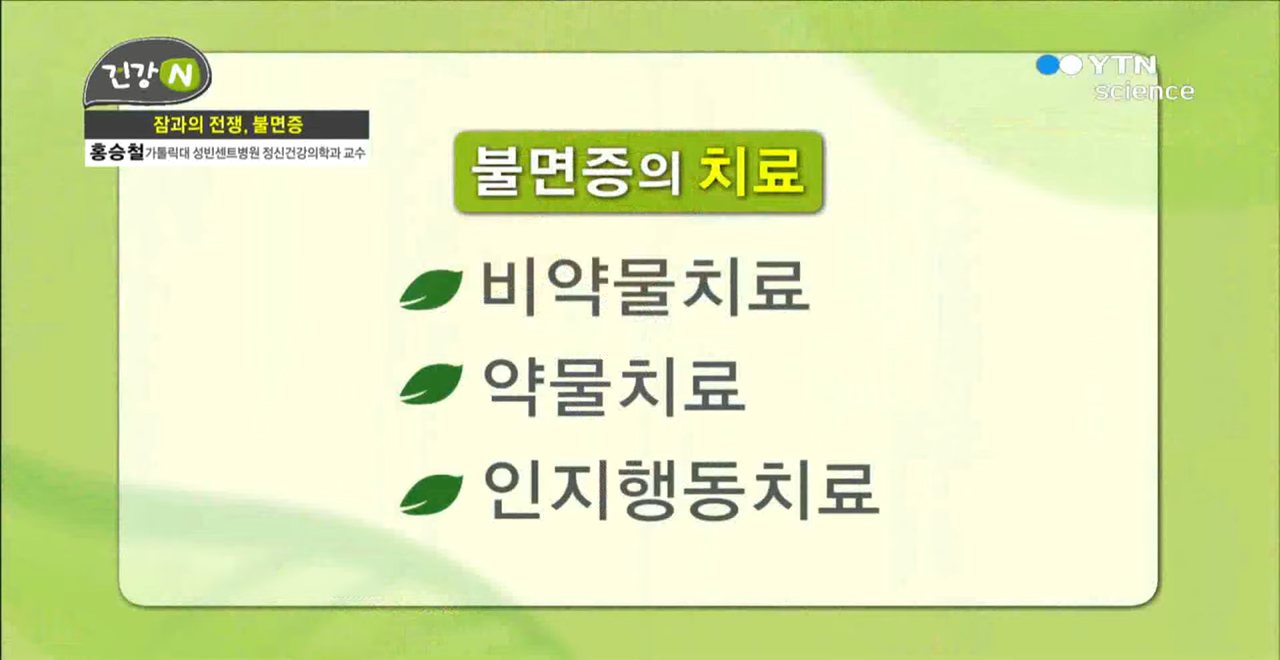 건강 N
잠과의 전쟁, 불면증
홍승철 가톨릭대 성빈센트병원 정신건강의학과 교수
YTN
science
불면증의 치료
비약물치료
약물치료
인지행동치료